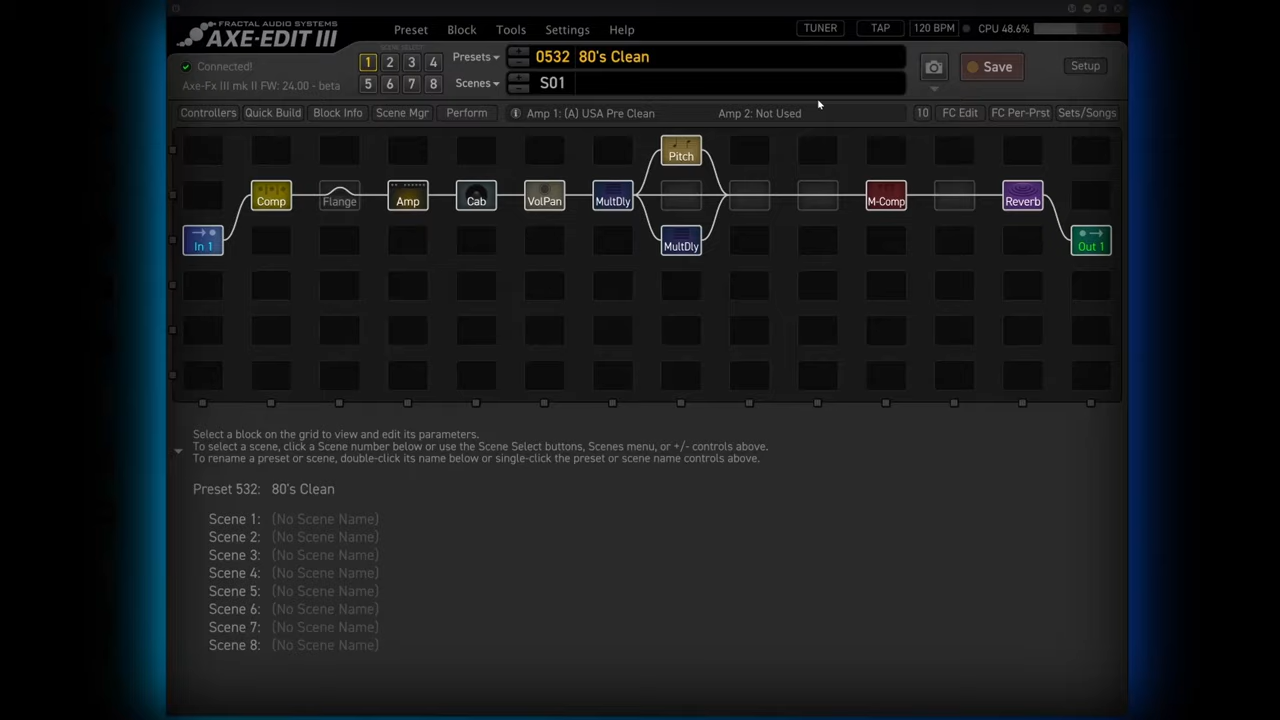 FRACTAL AUDIO SYSTEMS
AXE-EDIT III
Preset Block Tools Settings Help
TUNER TAP 120 BPM CPU 48.6%
Connected!
Axe-Fx III mk II FW: 24.00 - beta
SCENE SELECT
1 2 3 4
5 6 7 8
Presets 0532 80's Clean
Scenes S01
Save
Setup
Controllers Quick Build Block Info Scene Mgr Perform Amp 1: (A) USA Pre Clean Amp 2: Not Used 10 FC Edit FC Per-Prst Sets/Songs
Pitch
Comp Flange Amp Cab VolPan MultDly M-Comp Reverb
In 1 MultDly Out 1
Select a block on the grid to view and edit its parameters.
To select a scene, click a Scene number below or use the Scene Select buttons, Scenes menu, or +/- controls above.
To rename a preset or scene, double-click its name below or single-click the preset or scene name controls above.
Preset 532: 80's Clean
Scene 1: (No Scene Name)
Scene 2: (No Scene Name)
Scene 3: (No Scene Name)
Scene 4: (No Scene Name)
Scene 5: (No Scene Name)
Scene 6: (No Scene Name)
Scene 7: (No Scene Name)
Scene 8: (No Scene Name)